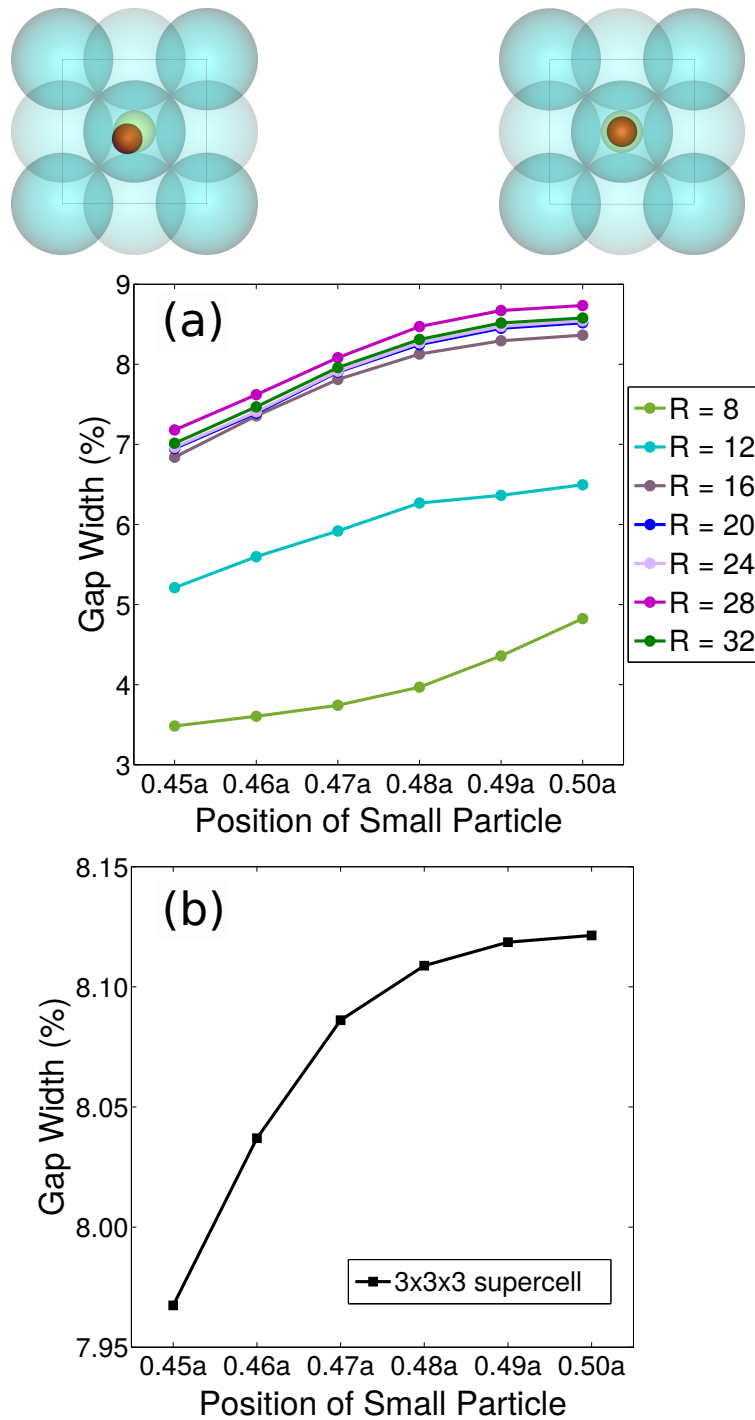 (a)
9
8
7
6
5
4
3
Gap Width (%)
0.45a 0.46a 0.47a 0.48a 0.49a 0.50a
Position of Small Particle
R = 8
R = 12
R = 16
R = 20
R = 24
R = 28
R = 32
(b)
8.15
8.10
8.05
8.00
7.95
Gap Width (%)
3x3x3 supercell
0.45a 0.46a 0.47a 0.48a 0.49a 0.50a
Position of Small Particle